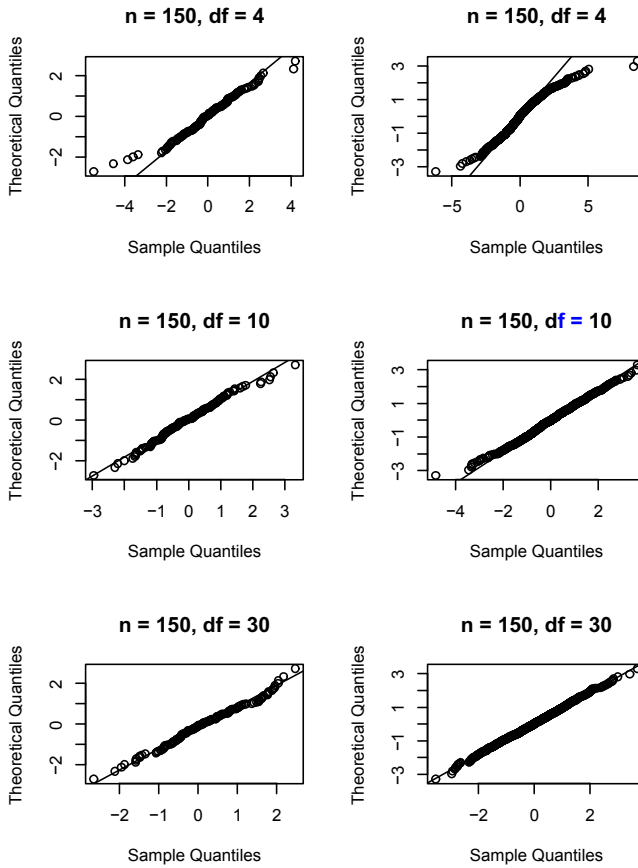 n = 150, df = 4
Theoretical Quantiles
2
0
−2
−4
−2
0
2
4
Sample Quantiles
n = 150, df = 4
Theoretical Quantiles
3
1
−1
−3
−5
0
5
Sample Quantiles
n = 150, df = 10
Theoretical Quantiles
2
0
−2
−3
−1
0
1
2
3
Sample Quantiles
n = 150, df = 10
Theoretical Quantiles
3
1
−1
−3
−4
−2
0
2
Sample Quantiles
n = 150, df = 30
Theoretical Quantiles
2
0
−2
−2
−1
0
1
2
Sample Quantiles
n = 150, df = 30
Theoretical Quantiles
3
1
−1
−3
−2
0
2
Sample Quantiles